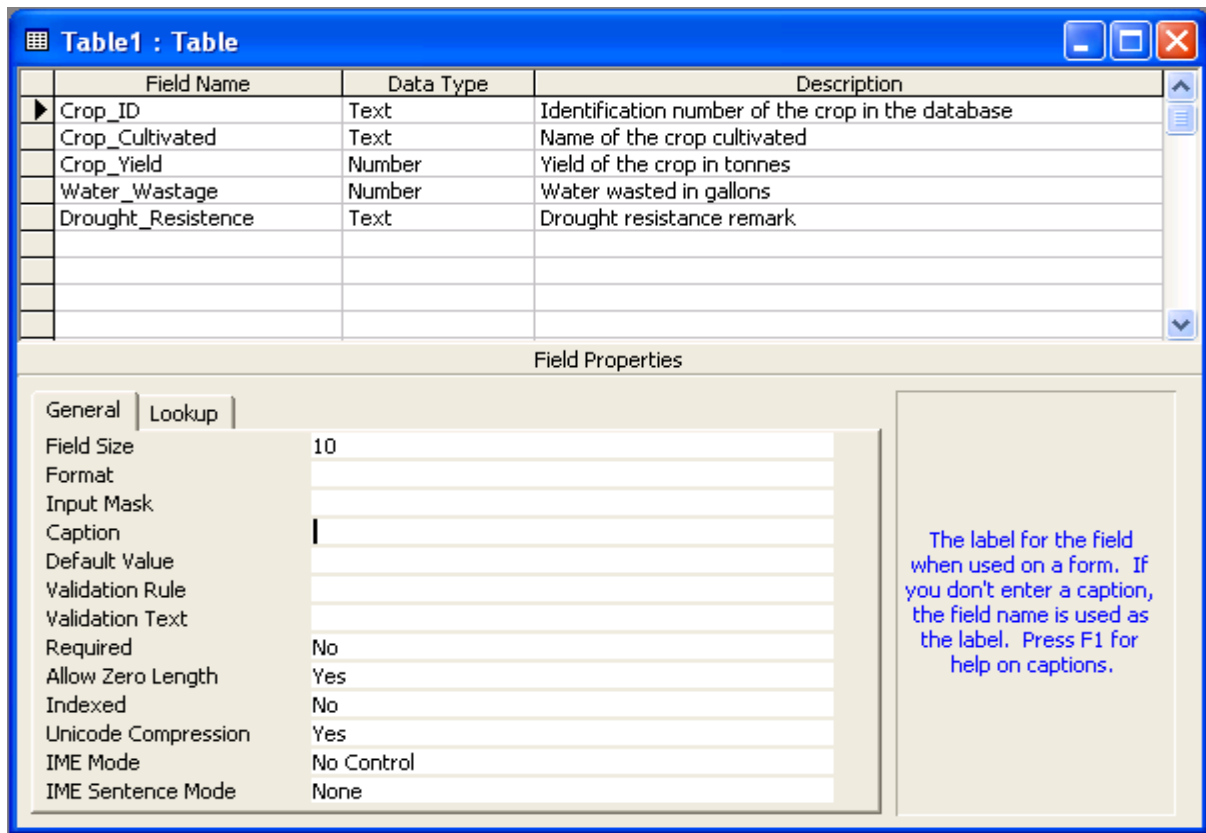 Table1 : Table
Field Name Data Type Description
Crop_ID Text Identification number of the crop in the database
Crop_Cultivated Text Name of the crop cultivated
Crop_Yield Number Yield of the crop in tonnes
Water_Wastage Number Water wasted in gallons
Drought_Resistence Text Drought resistance remark
Field Properties
General Lookup
Field Size 10
Format
Input Mask
Caption
Default Value
Validation Rule
Validation Text
Required No
Allow Zero Length Yes
Indexed No
Unicode Compression Yes
IME Mode No Control
IME Sentence Mode None
The label for the field
when used on a form. If
you don't enter a caption,
the field name is used as
the label. Press F1 for
help on captions.